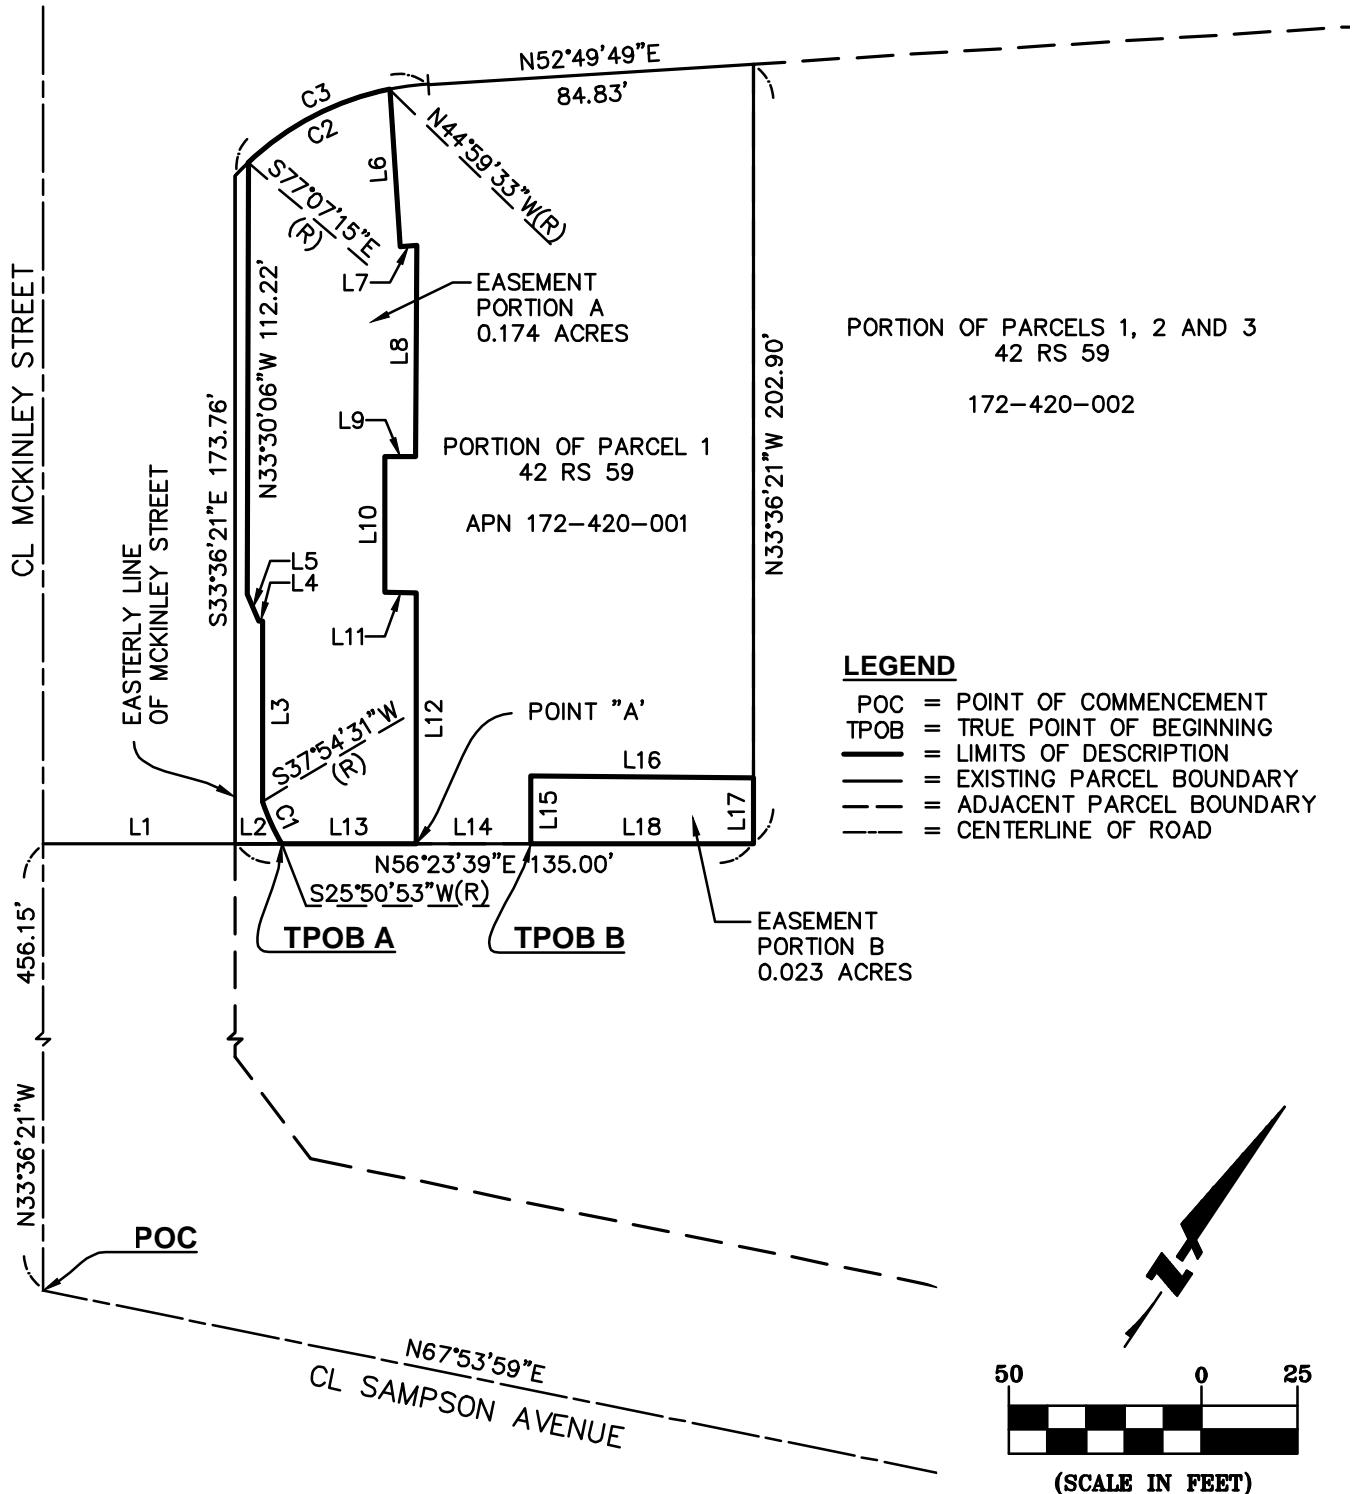 N52°49'49"E
84.83'
C3
C2
N44°59'33"W(R)
L6
S77°07'15"E
(R)
L7
EASEMENT
PORTION A
0.174 ACRES
CL MCKINLEY STREET
N33°30'06"W 112.22'
L8
S33°36'21"E 173.76'
N33°36'21"W 202.90'
PORTION OF PARCELS 1, 2 AND 3
42 RS 59
172-420-002
L9
PORTION OF PARCEL 1
42 RS 59
APN 172-420-001
L10
EASTERLY LINE
OF MCKINLEY STREET
L5
L4
L11
L3
L12
S37°54'31"W
(R)
POINT "A'
LEGEND
POC = POINT OF COMMENCEMENT
TPOB = TRUE POINT OF BEGINNING
= LIMITS OF DESCRIPTION
= EXISTING PARCEL BOUNDARY
= ADJACENT PARCEL BOUNDARY
= CENTERLINE OF ROAD
L16
L15
L17
L1
L2
C1
L13
L14
L18
N56°23'39"E 135.00'
S25°50'53"W(R)
TPOB A
TPOB B
EASEMENT
PORTION B
0.023 ACRES
456.15'
N33°36'21"W
POC
N67°53'59"E
CL SAMPSON AVENUE
N
50 0 25
(SCALE IN FEET)